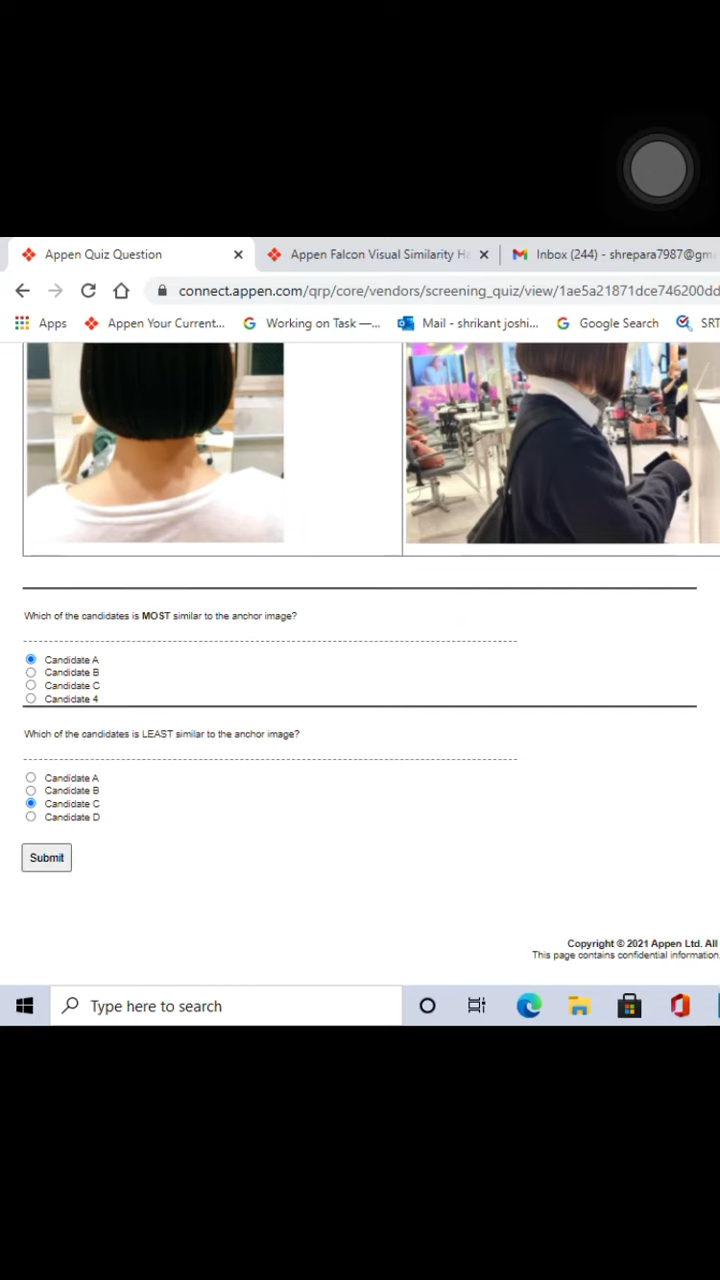 Appen Quiz Question
Appen Falcon Visual Similarity Ha
Inbox (244) - shrepara7987@gm
connect.appen.com/qrp/core/vendors/screening_quiz/view/1ae5a21871dce746200dd
Apps
Appen Your Current...
Working on Task —...
Mail - shrikant joshi...
Google Search
SRT
Which of the candidates is MOST similar to the anchor image?
Candidate A
Candidate B
Candidate C
Candidate 4
Which of the candidates is LEAST similar to the anchor image?
Candidate A
Candidate B
Candidate C
Candidate D
Submit
Copyright © 2021 Appen Ltd. All
This page contains confidential information.
Type here to search